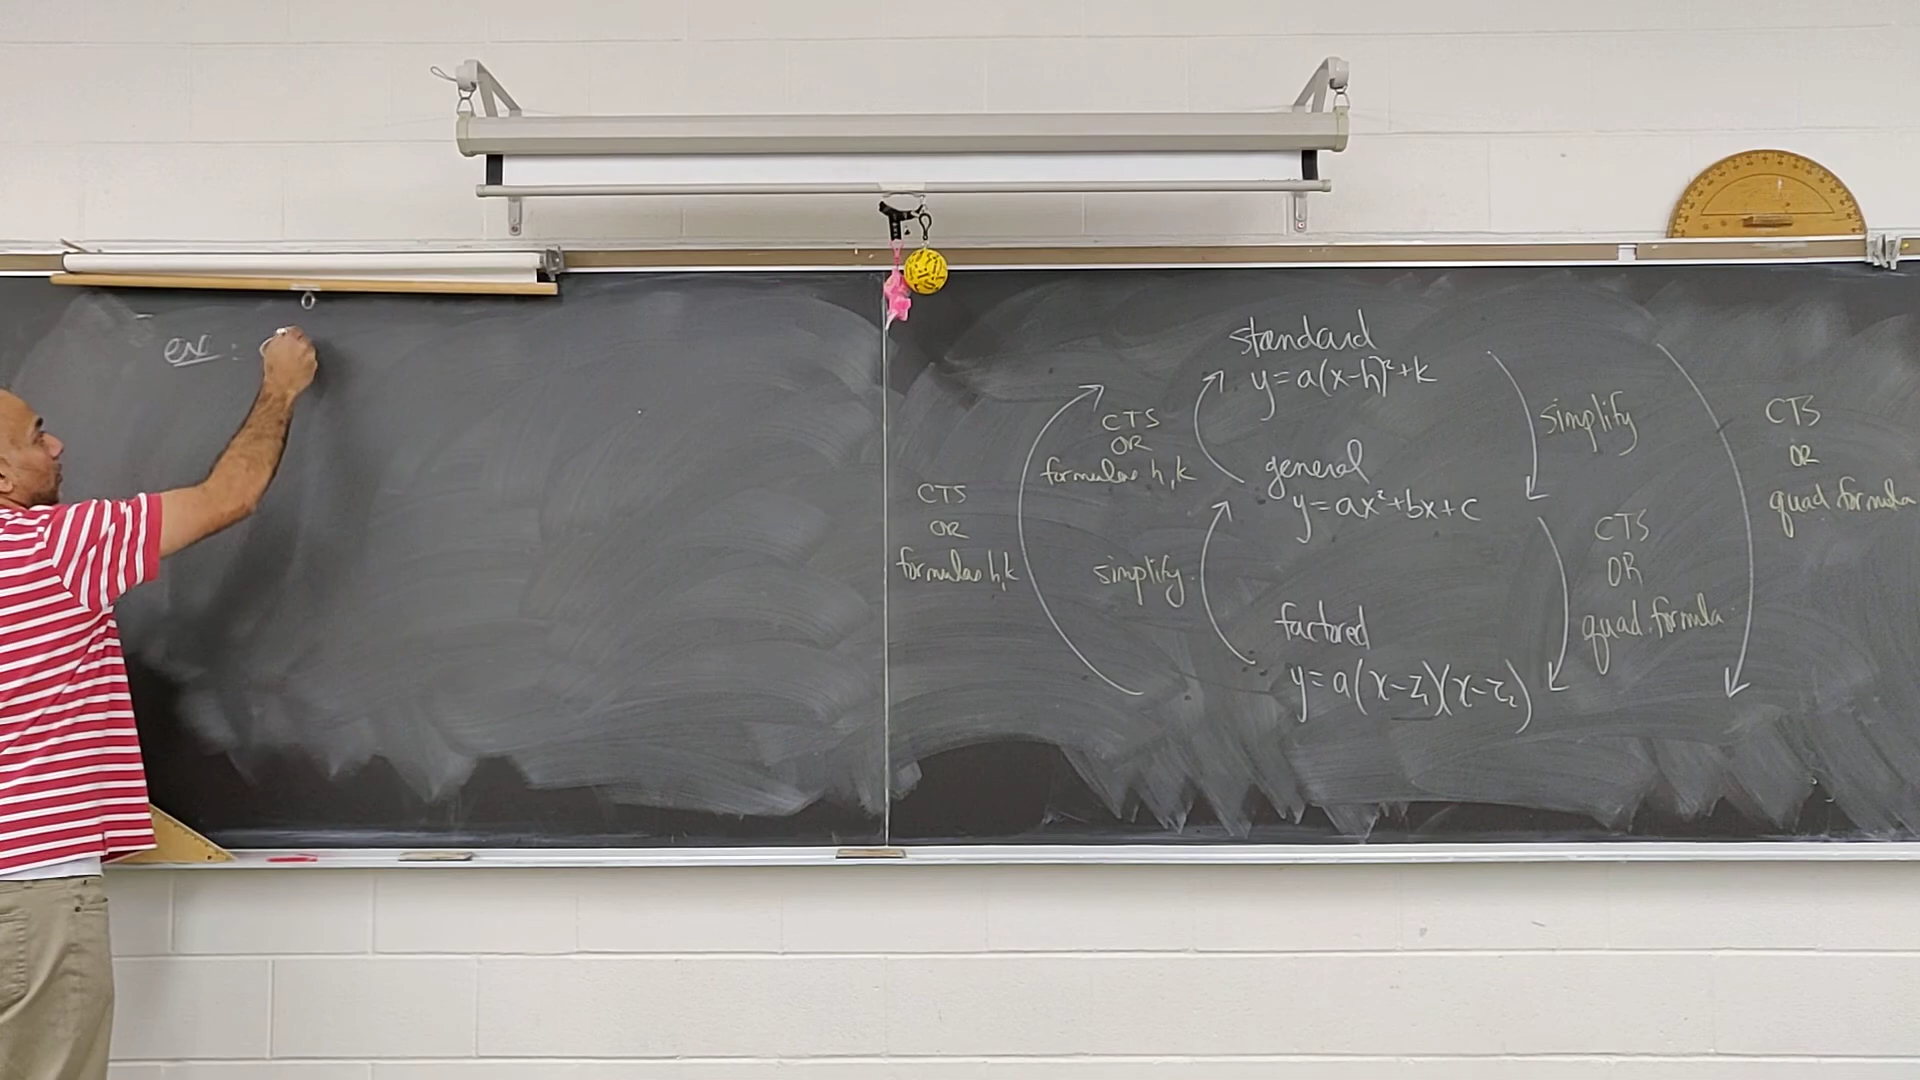 ex:
standard
y=a(x-h)²+k
general
y=ax²+bx+c
factored
y=a(x-z₁)(x-z₂)
CTS
OR
formulas h,k
CTS
OR
formulas h,k
simplify
simplify
CTS
OR
quad. formula
CTS
OR
quad formula